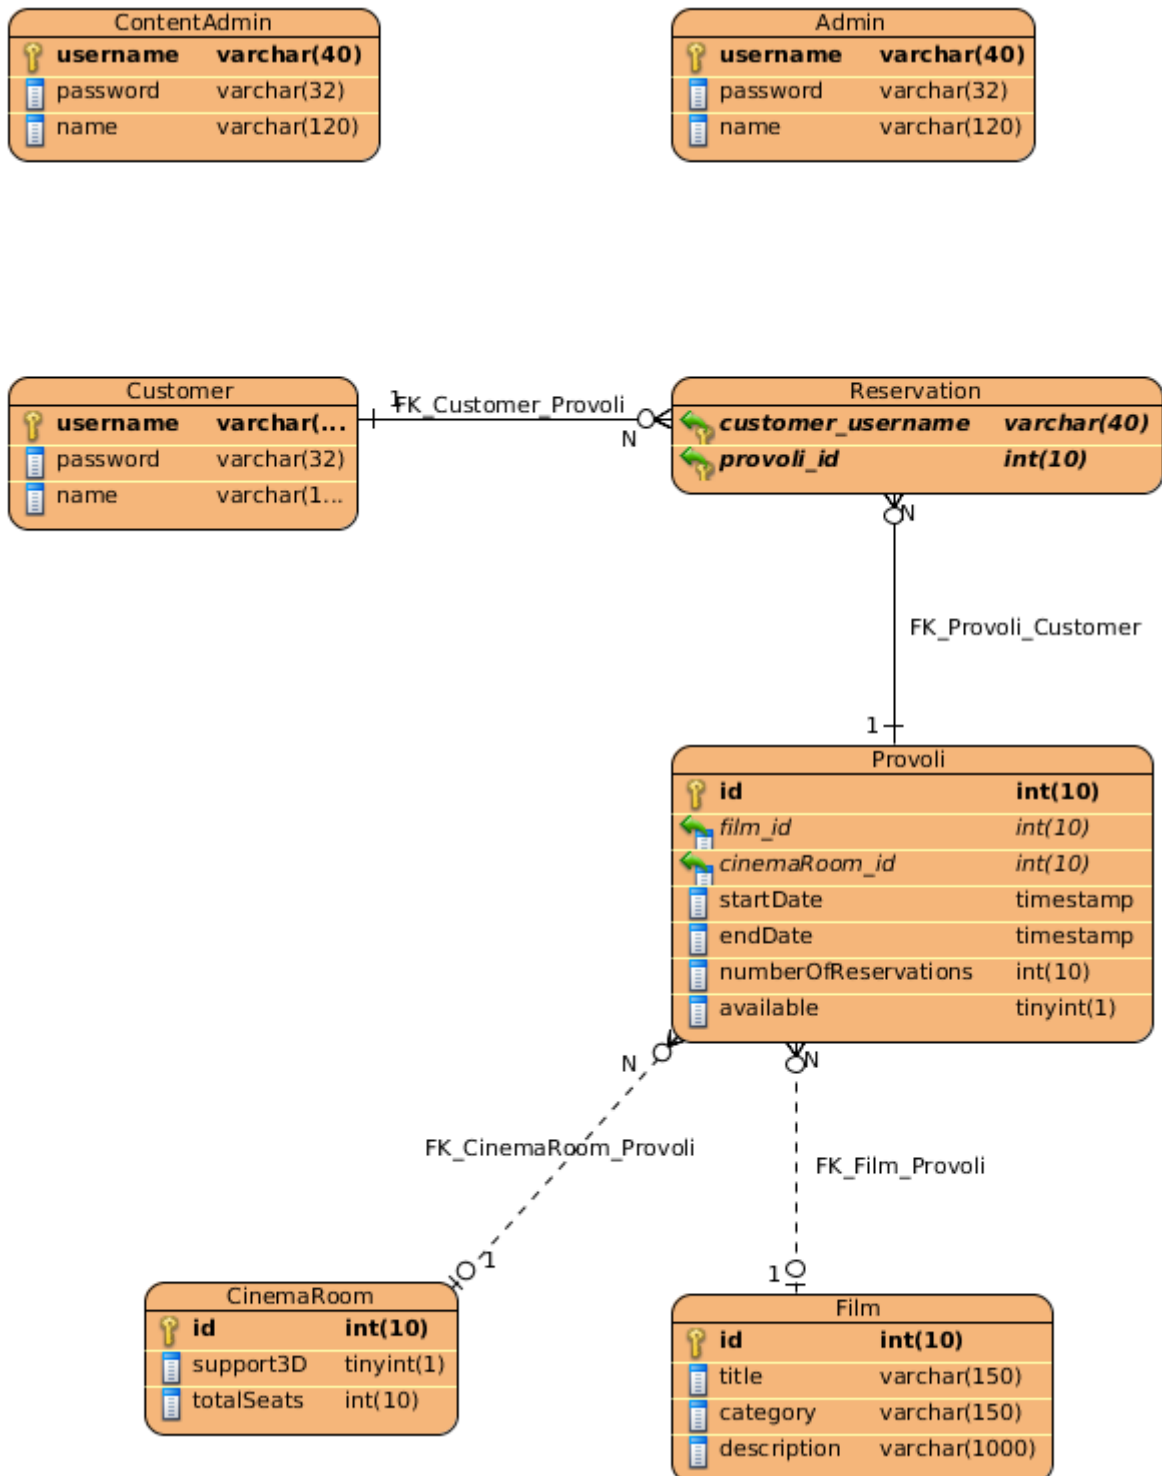 ContentAdmin
username varchar(40)
password varchar(32)
name varchar(120)
Admin
username varchar(40)
password varchar(32)
name varchar(120)
Customer
username varchar(...
password varchar(32)
name varchar(1...
1
FK_Customer_Provoli
N
Reservation
customer_username varchar(40)
provoli_id int(10)
N
FK_Provoli_Customer
1
Provoli
id int(10)
film_id int(10)
cinemaRoom_id int(10)
startDate timestamp
endDate timestamp
numberOfReservations int(10)
available tinyint(1)
N
N
FK_CinemaRoom_Provoli
FK_Film_Provoli
1
1
CinemaRoom
id int(10)
support3D tinyint(1)
totalSeats int(10)
Film
id int(10)
title varchar(150)
category varchar(150)
description varchar(1000)